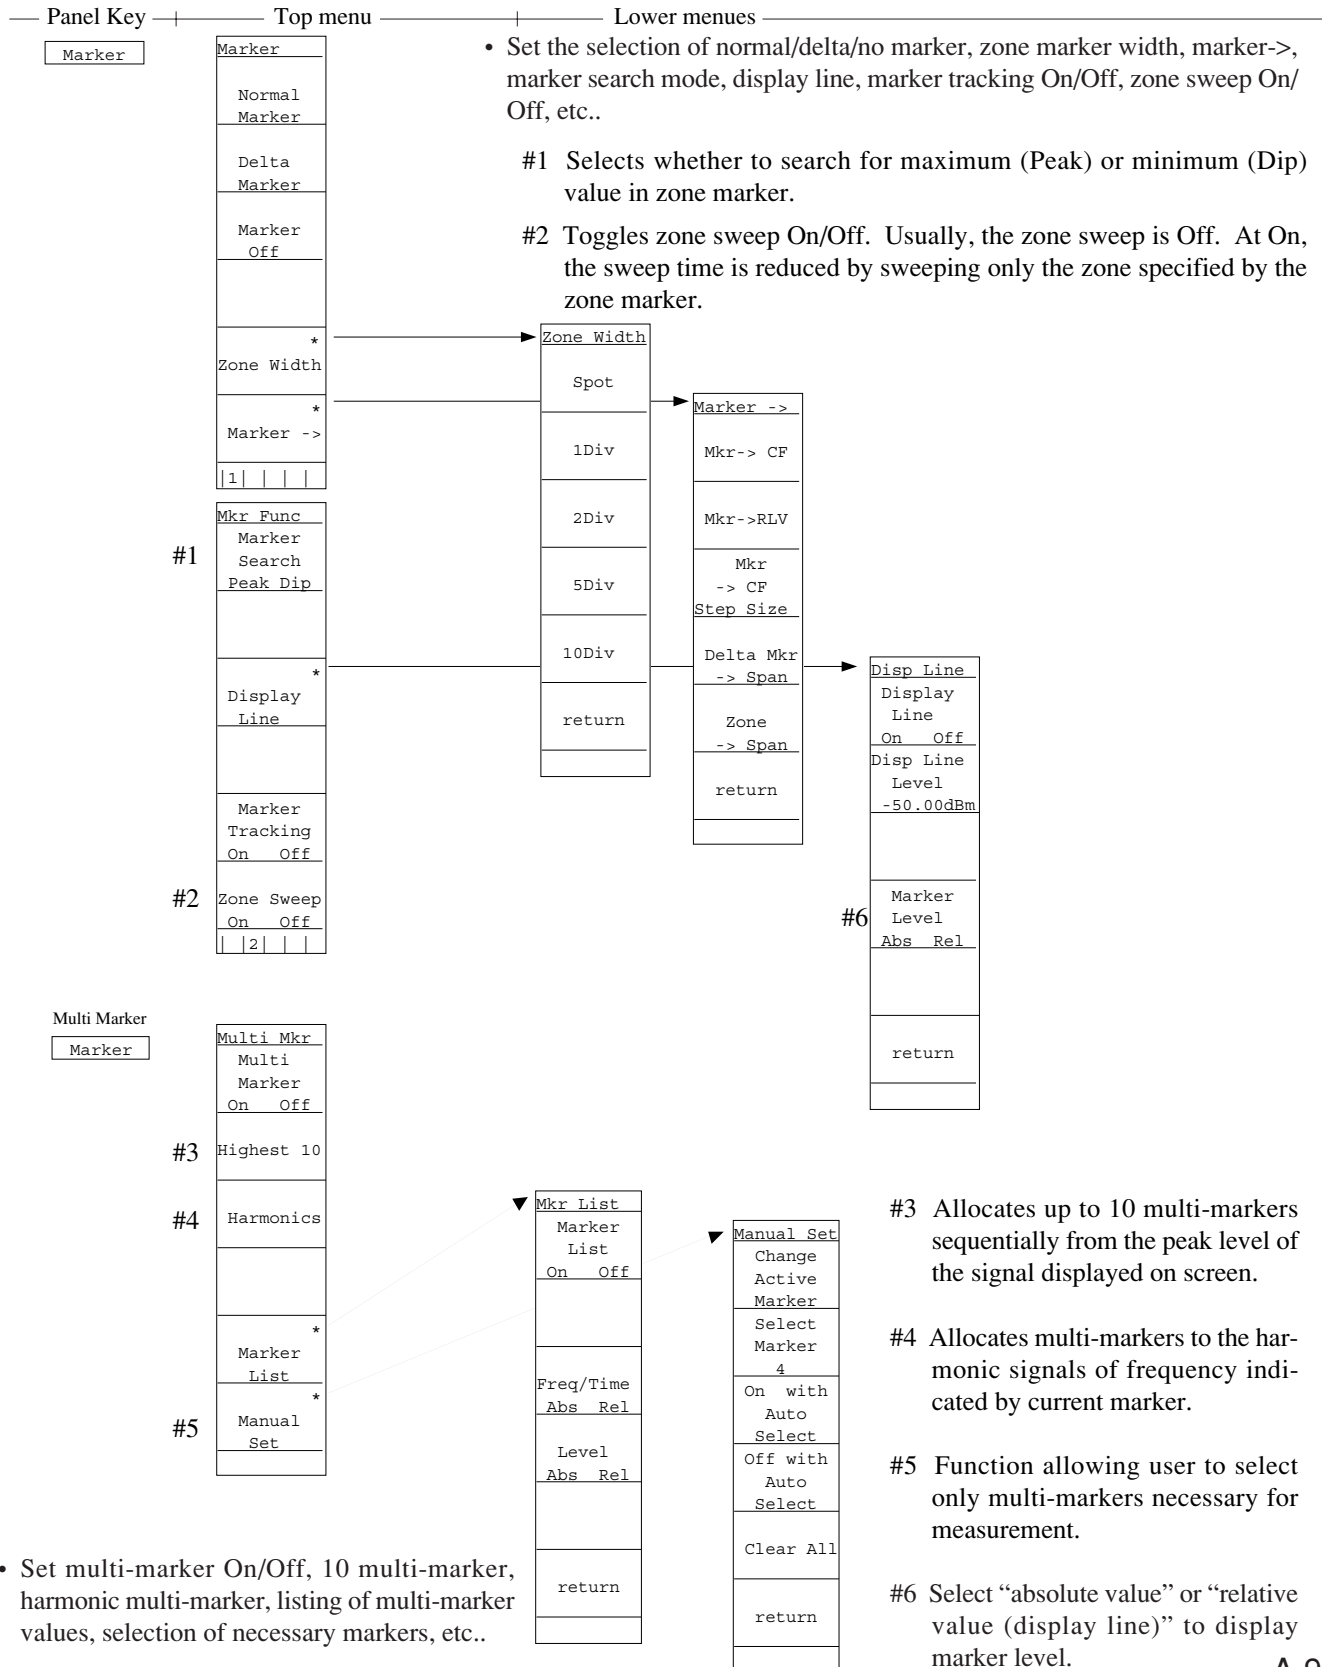 Panel Key
Top menu
Lower menues
Marker
Marker
Normal
Marker
Delta
Marker
Marker
Off
*
Zone Width
*
Marker ->
|1| | | |
• Set the selection of normal/delta/no marker, zone marker width, marker->,
marker search mode, display line, marker tracking On/Off, zone sweep On/
Off, etc..
#1 Selects whether to search for maximum (Peak) or minimum (Dip)
value in zone marker.
#2 Toggles zone sweep On/Off. Usually, the zone sweep is Off. At On,
the sweep time is reduced by sweeping only the zone specified by the
zone marker.
Zone Width
Spot
1Div
2Div
5Div
10Div
return
Marker ->
Mkr-> CF
Mkr->RLV
Mkr
-> CF
Step Size
Delta Mkr
-> Span
Zone
-> Span
return
#1
Mkr Func
Marker
Search
Peak Dip
*
Display
Line
Marker
Tracking
On Off
#2
Zone Sweep
On Off
| |2| | |
Disp Line
Display
Line
On Off
Disp Line
Level
-50.00dBm
#6
Marker
Level
Abs Rel
return
Multi Marker
Marker
Multi Mkr
Multi
Marker
On Off
#3
Highest 10
#4
Harmonics
*
Marker
List
*
#5
Manual
Set
Mkr List
Marker
List
On Off
Freq/Time
Abs Rel
Level
Abs Rel
return
Manual Set
Change
Active
Marker
Select
Marker
4
On with
Auto
Select
Off with
Auto
Select
Clear All
return
#3 Allocates up to 10 multi-markers
sequentially from the peak level of
the signal displayed on screen.
#4 Allocates multi-markers to the har-
monic signals of frequency indi-
cated by current marker.
#5 Function allowing user to select
only multi-markers necessary for
measurement.
#6 Select “absolute value” or “relative
value (display line)” to display
marker level.
• Set multi-marker On/Off, 10 multi-marker,
harmonic multi-marker, listing of multi-marker
values, selection of necessary markers, etc..